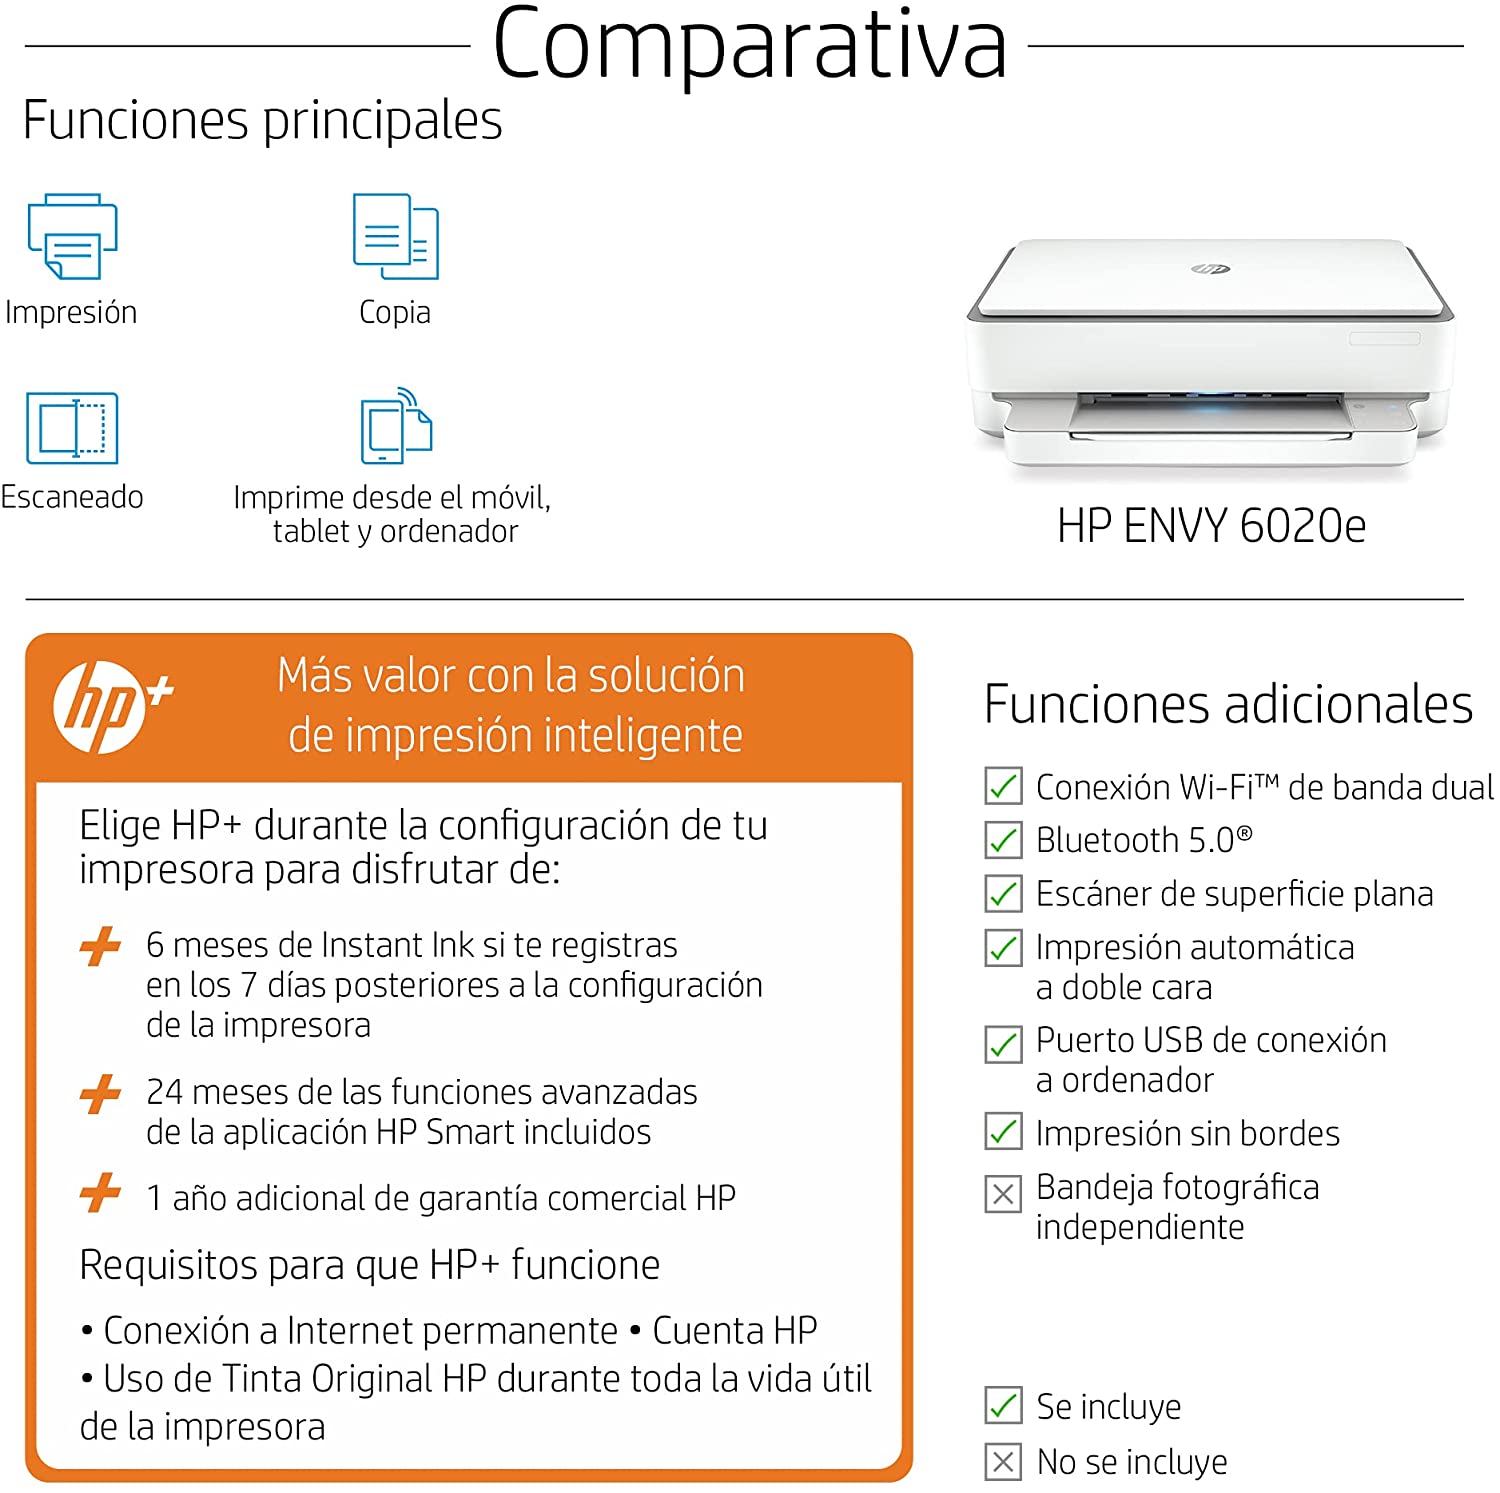 Comparativa
Funciones principales
Impresión
Copia
Escaneado
Imprime desde el móvil,
tablet y ordenador
hp
HP ENVY 6020e
hp+
Más valor con la solución
de impresión inteligente
Elige HP+ durante la configuración de tu
impresora para disfrutar de:
+ 6 meses de Instant Ink si te registras
en los 7 días posteriores a la configuración
de la impresora
+ 24 meses de las funciones avanzadas
de la aplicación HP Smart incluidos
+ 1 año adicional de garantía comercial HP
Requisitos para que HP+ funcione
• Conexión a Internet permanente • Cuenta HP
• Uso de Tinta Original HP durante toda la vida útil
de la impresora
Funciones adicionales
Conexión Wi-Fi™ de banda dual
Bluetooth 5.0®
Escáner de superficie plana
Impresión automática
a doble cara
Puerto USB de conexión
a ordenador
Impresión sin bordes
Bandeja fotográfica
independiente
Se incluye
No se incluye